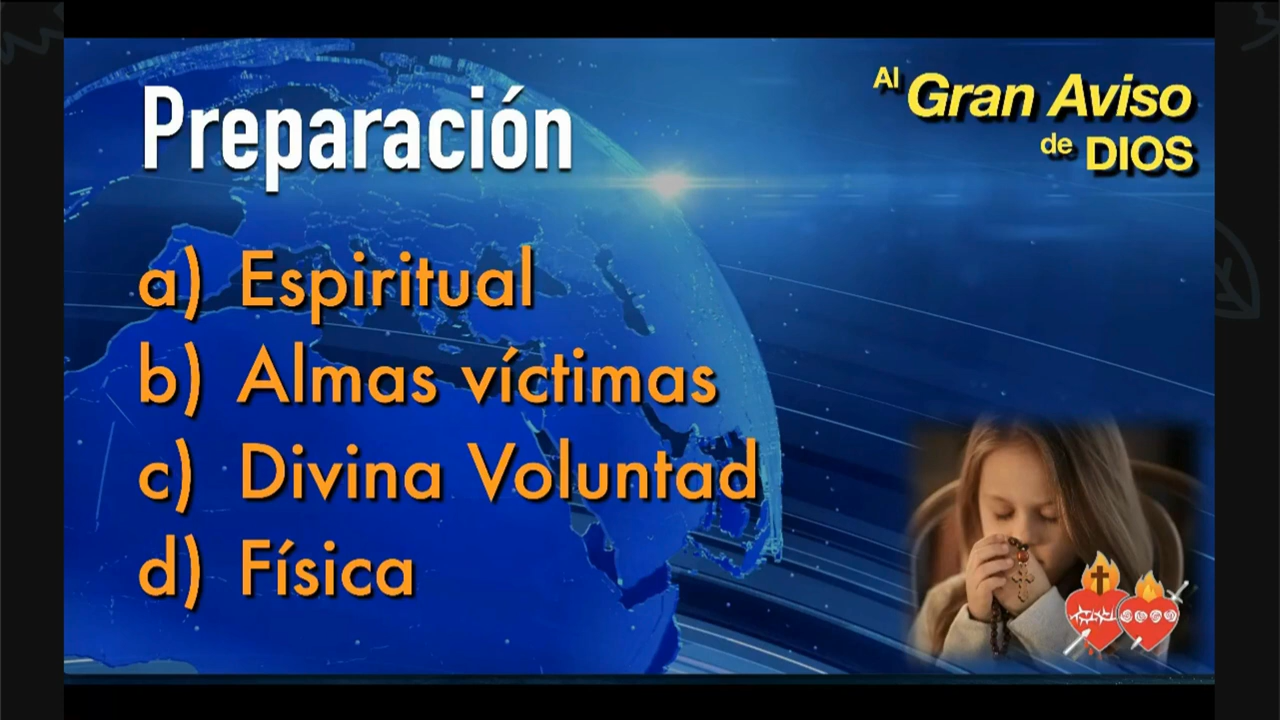 Preparación
Al Gran Aviso
de DIOS
a) Espiritual
b) Almas víctimas
c) Divina Voluntad
d) Física